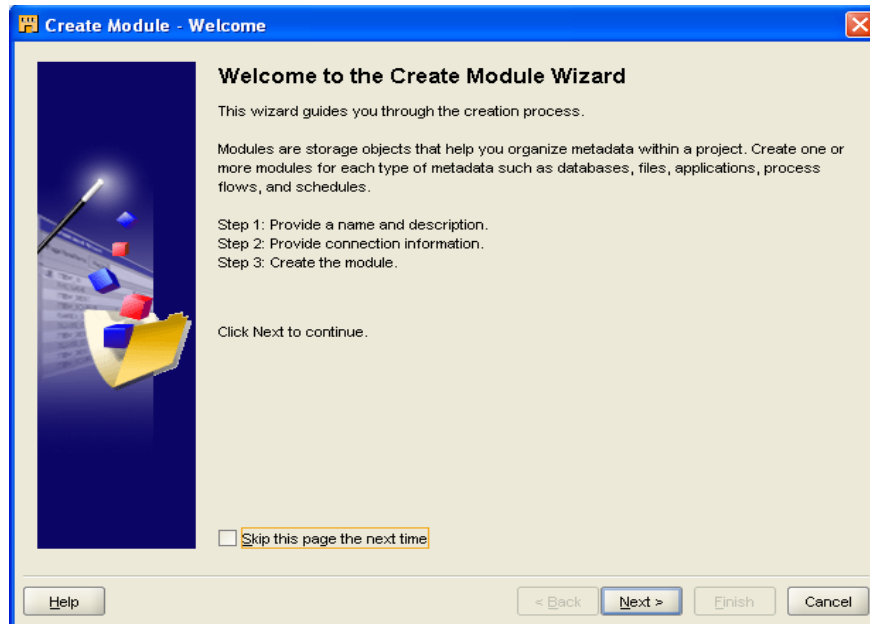 Create Module - Welcome
Welcome to the Create Module Wizard
This wizard guides you through the creation process.
Modules are storage objects that help you organize metadata within a project. Create one or
more modules for each type of metadata such as databases, files, applications, process
flows, and schedules.
Step 1: Provide a name and description.
Step 2: Provide connection information.
Step 3: Create the module.
Click Next to continue.
Skip this page the next time
Help
< Back
Next >
Finish
Cancel